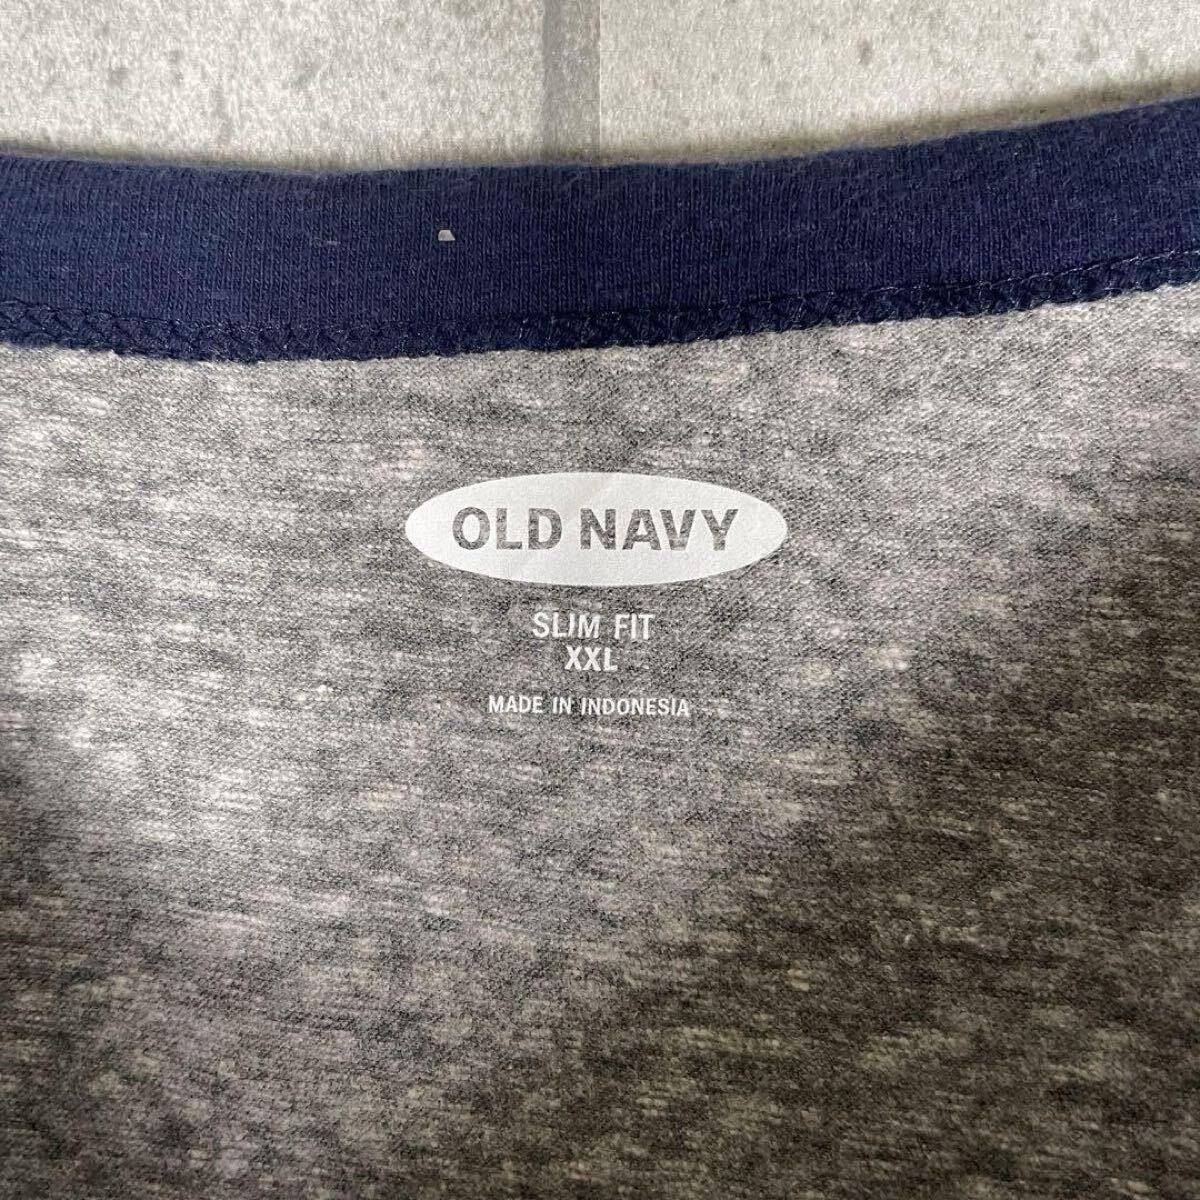 OLD NAVY
SLIM FIT
XXL
MADE IN INDONESIA